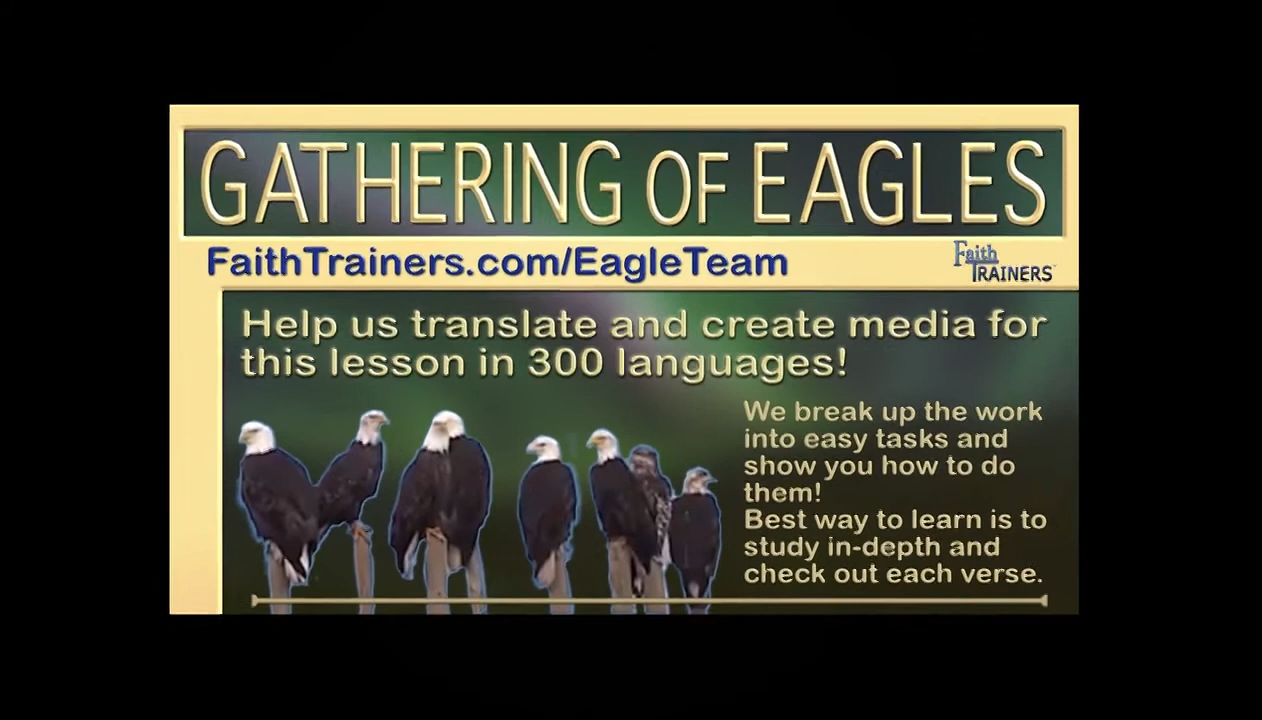 GATHERING OF EAGLES
FaithTrainers.com/EagleTeam
Faith
TRAINERS™
Help us translate and create media for
this lesson in 300 languages!
We break up the work
into easy tasks and
show you how to do
them!
Best way to learn is to
study in-depth and
check out each verse.